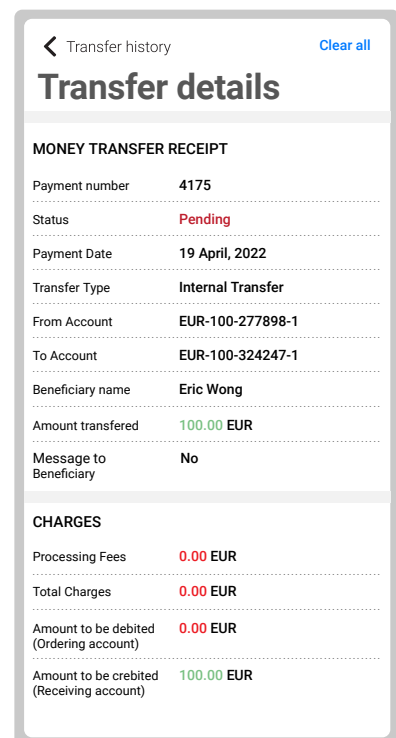 Transfer history Clear all
Transfer details
MONEY TRANSFER RECEIPT
Payment number 4175
Status Pending
Payment Date 19 April, 2022
Transfer Type Internal Transfer
From Account EUR-100-277898-1
To Account EUR-100-324247-1
Beneficiary name Eric Wong
Amount transfered 100.00 EUR
Message to No
Beneficiary
CHARGES
Processing Fees 0.00 EUR
Total Charges 0.00 EUR
Amount to be debited 0.00 EUR
(Ordering account)
Amount to be crebited 100.00 EUR
(Receiving account)